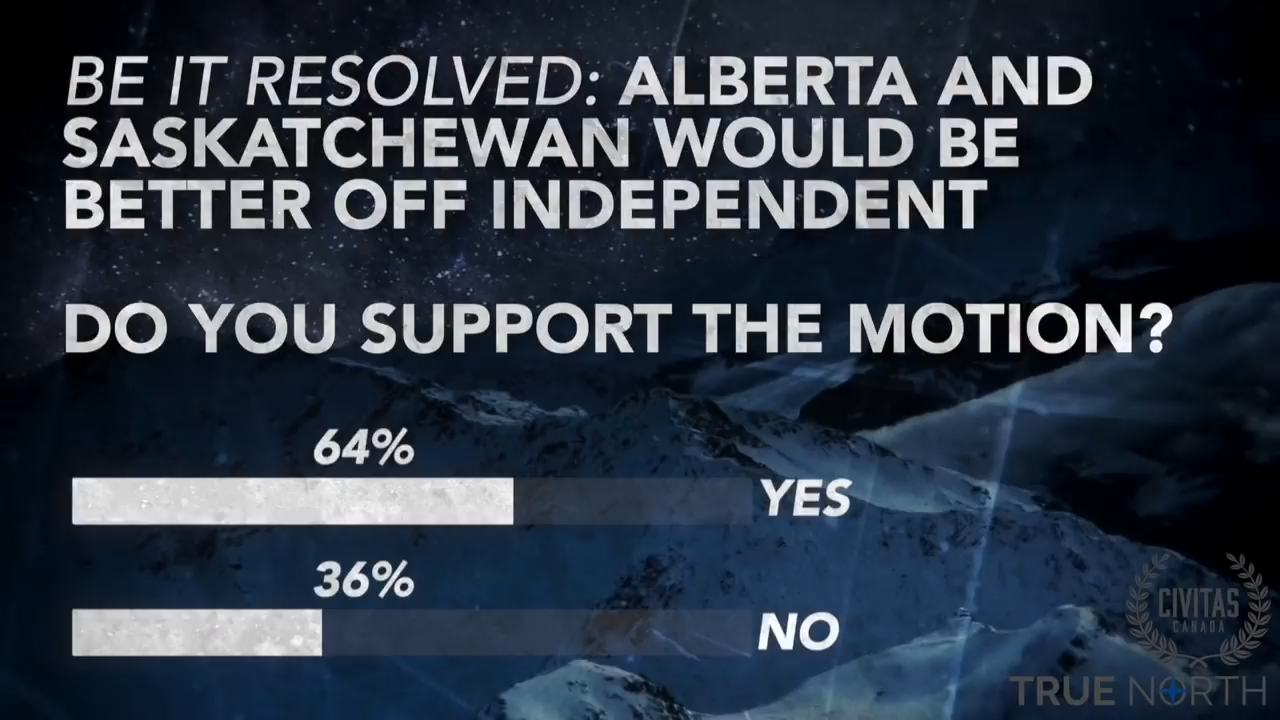 BE IT RESOLVED: ALBERTA AND
SASKATCHEWAN WOULD BE
BETTER OFF INDEPENDENT
DO YOU SUPPORT THE MOTION?
64%
YES
36%
NO
CIVITAS
CANADA
TRUE NORTH